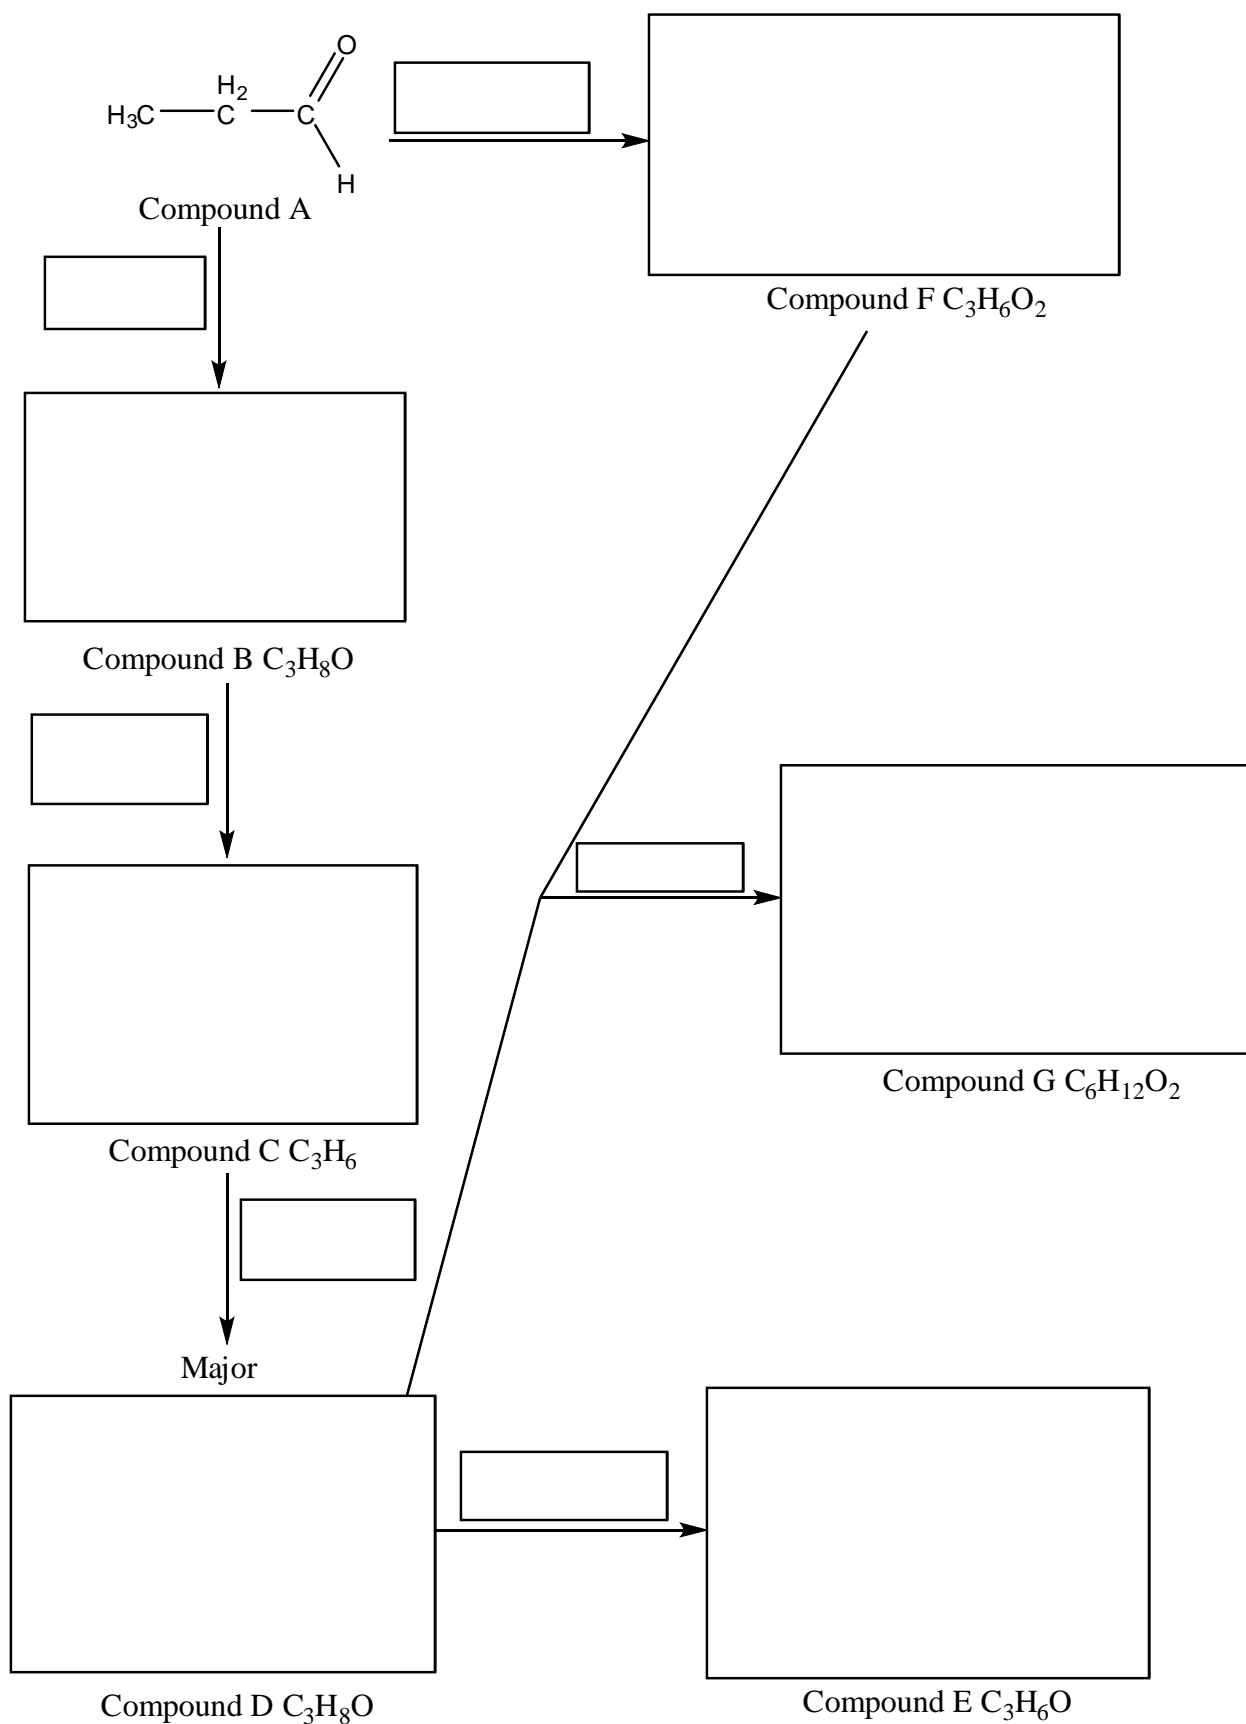 O
H₂
H₃C C C
H
Compound A
Compound F C₃H₆O₂
Compound B C₃H₈O
Compound G C₆H₁₂O₂
Compound C C₃H₆
Major
Compound D C₃H₈O
Compound E C₃H₆O